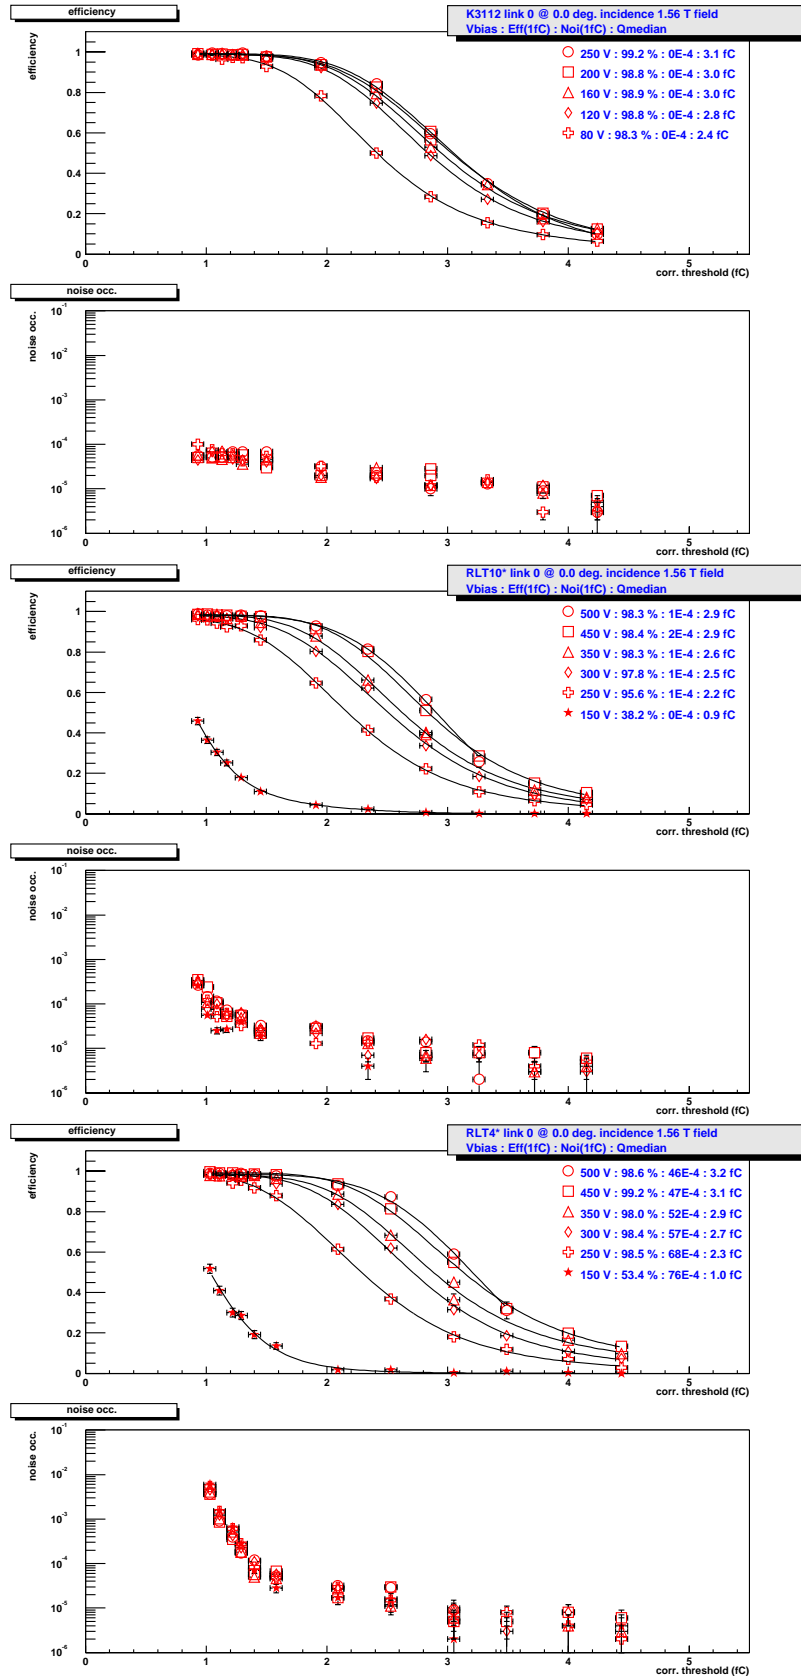 efficiency
K3112 link 0 @ 0.0 deg. incidence 1.56 T field
Vbias : Eff(1fC) : Noi(1fC) : Qmedian
efficiency
1
0.8
0.6
0.4
0.2
0
250 V : 99.2 % : 0E-4 : 3.1 fC
200 V : 98.8 % : 0E-4 : 3.0 fC
160 V : 98.9 % : 0E-4 : 3.0 fC
120 V : 98.8 % : 0E-4 : 2.8 fC
80 V : 98.3 % : 0E-4 : 2.4 fC
0 1 2 3 4 5
corr. threshold (fC)
noise occ.
noise occ.
10^-1
10^-2
10^-3
10^-4
10^-5
10^-6
0 1 2 3 4 5
corr. threshold (fC)
efficiency
RLT10* link 0 @ 0.0 deg. incidence 1.56 T field
Vbias : Eff(1fC) : Noi(1fC) : Qmedian
efficiency
1
0.8
0.6
0.4
0.2
0
500 V : 98.3 % : 1E-4 : 2.9 fC
450 V : 98.4 % : 2E-4 : 2.9 fC
350 V : 98.3 % : 1E-4 : 2.6 fC
300 V : 97.8 % : 1E-4 : 2.5 fC
250 V : 95.6 % : 1E-4 : 2.2 fC
150 V : 38.2 % : 0E-4 : 0.9 fC
0 1 2 3 4 5
corr. threshold (fC)
noise occ.
noise occ.
10^-1
10^-2
10^-3
10^-4
10^-5
10^-6
0 1 2 3 4 5
corr. threshold (fC)
efficiency
RLT4* link 0 @ 0.0 deg. incidence 1.56 T field
Vbias : Eff(1fC) : Noi(1fC) : Qmedian
efficiency
1
0.8
0.6
0.4
0.2
0
500 V : 98.6 % : 46E-4 : 3.2 fC
450 V : 99.2 % : 47E-4 : 3.1 fC
350 V : 98.0 % : 52E-4 : 2.9 fC
300 V : 98.4 % : 57E-4 : 2.7 fC
250 V : 98.5 % : 68E-4 : 2.3 fC
150 V : 53.4 % : 76E-4 : 1.0 fC
0 1 2 3 4 5
corr. threshold (fC)
noise occ.
noise occ.
10^-1
10^-2
10^-3
10^-4
10^-5
10^-6
0 1 2 3 4 5
corr. threshold (fC)